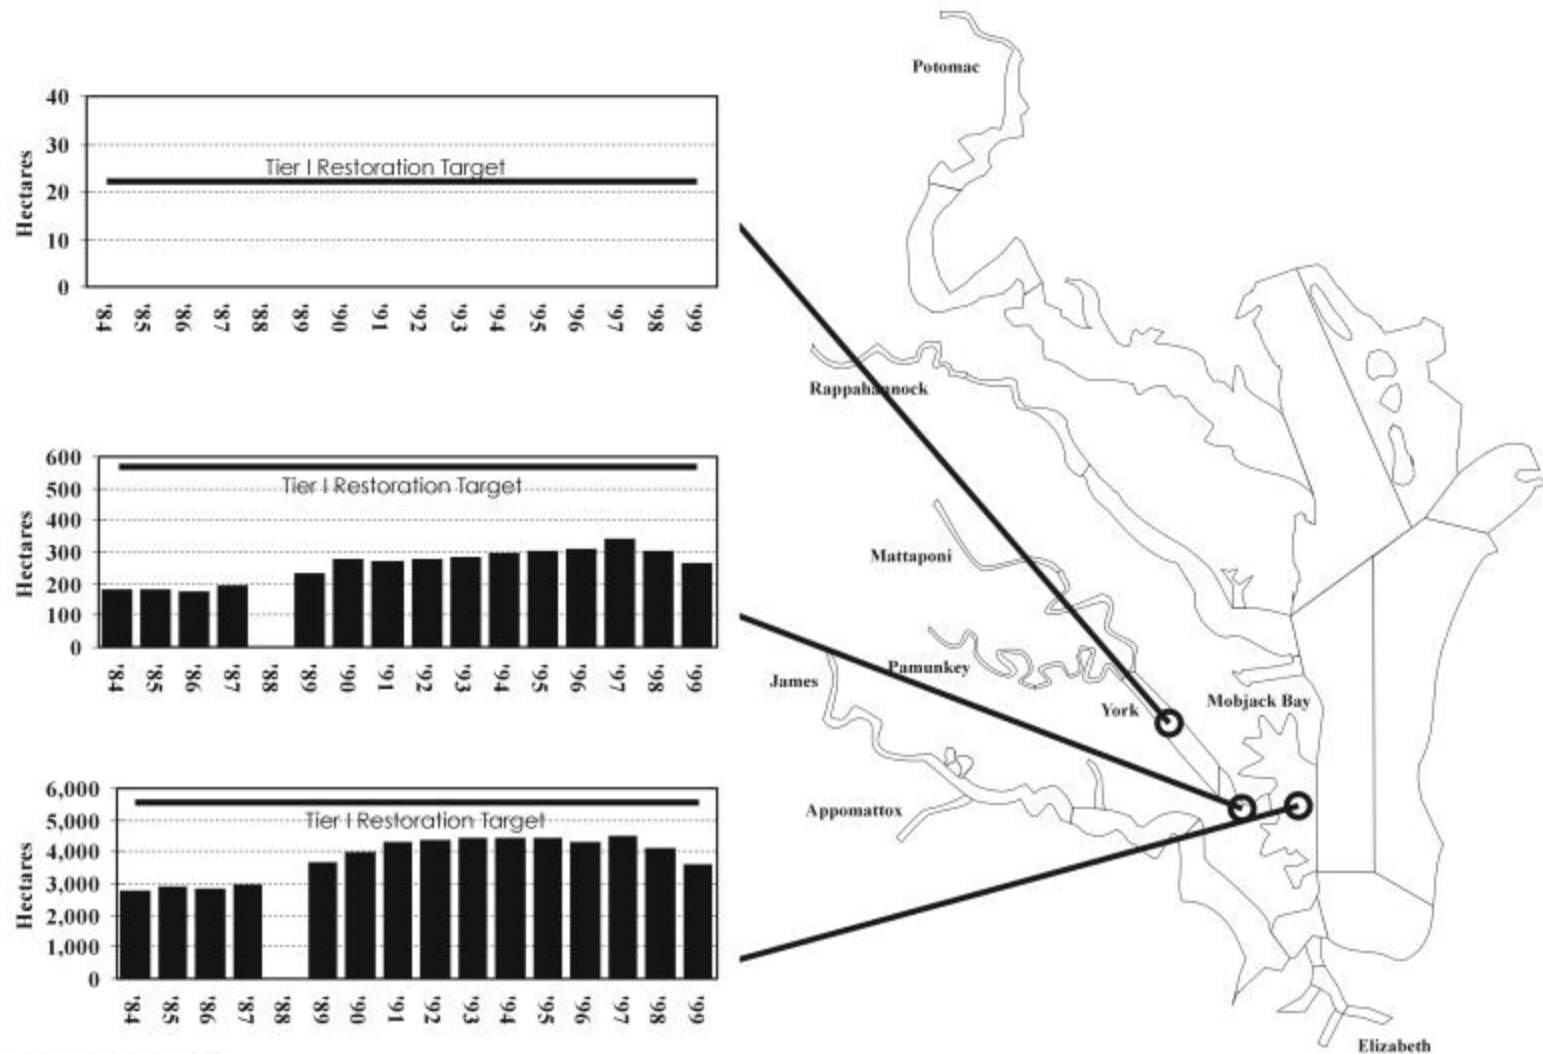 40
30
20
10
0
Hectares
Tier I Restoration Target
'84 '85 '86 '87 '88 '89 '90 '91 '92 '93 '94 '95 '96 '97 '98 '99
600
500
400
300
200
100
0
Hectares
Tier I Restoration Target
'84 '85 '86 '87 '88 '89 '90 '91 '92 '93 '94 '95 '96 '97 '98 '99
6,000
5,000
4,000
3,000
2,000
1,000
0
Hectares
Tier I Restoration Target
'84 '85 '86 '87 '88 '89 '90 '91 '92 '93 '94 '95 '96 '97 '98 '99
Potomac
Rappahannock
Mattaponi
Pamunkey
James
York
Mobjack Bay
Appomattox
Elizabeth